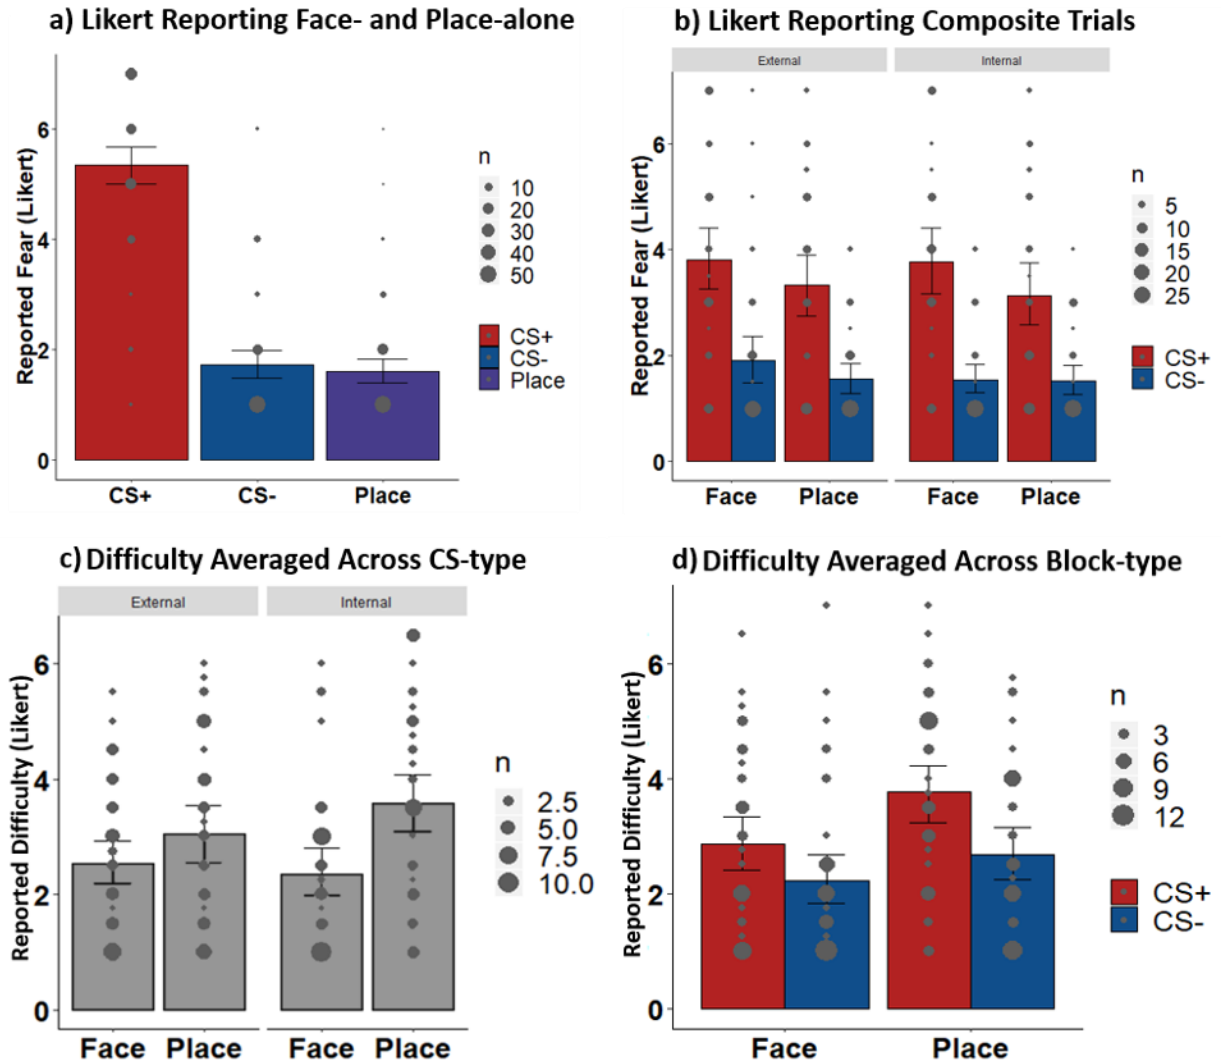 a) Likert Reporting Face- and Place-alone
Reported Fear (Likert)
6
4
2
0
CS+
CS-
Place
n
10
20
30
40
50
CS+
CS-
Place
b) Likert Reporting Composite Trials
External
Internal
Reported Fear (Likert)
6
4
2
0
Face
Place
Face
Place
n
5
10
15
20
25
CS+
CS-
c) Difficulty Averaged Across CS-type
External
Internal
Reported Difficulty (Likert)
6
4
2
0
Face
Place
Face
Place
n
2.5
5.0
7.5
10.0
d) Difficulty Averaged Across Block-type
Reported Difficulty (Likert)
6
4
2
0
Face
Place
n
3
6
9
12
CS+
CS-